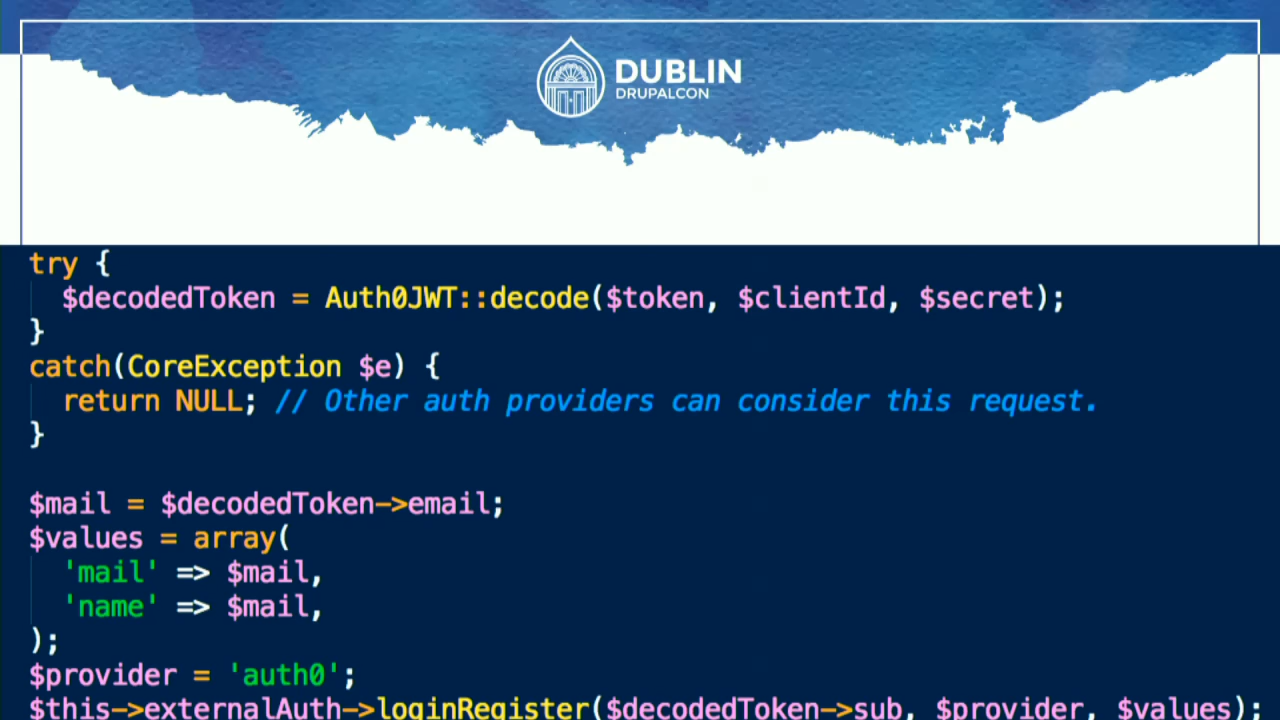 DUBLIN
DRUPALCON
try {
  $decodedToken = Auth0JWT::decode($token, $clientId, $secret);
}
catch(CoreException $e) {
  return NULL; // Other auth providers can consider this request.
}

$mail = $decodedToken->email;
$values = array(
  'mail' => $mail,
  'name' => $mail,
);
$provider = 'auth0';
$this->externalAuth->loginRegister($decodedToken->sub, $provider, $values);